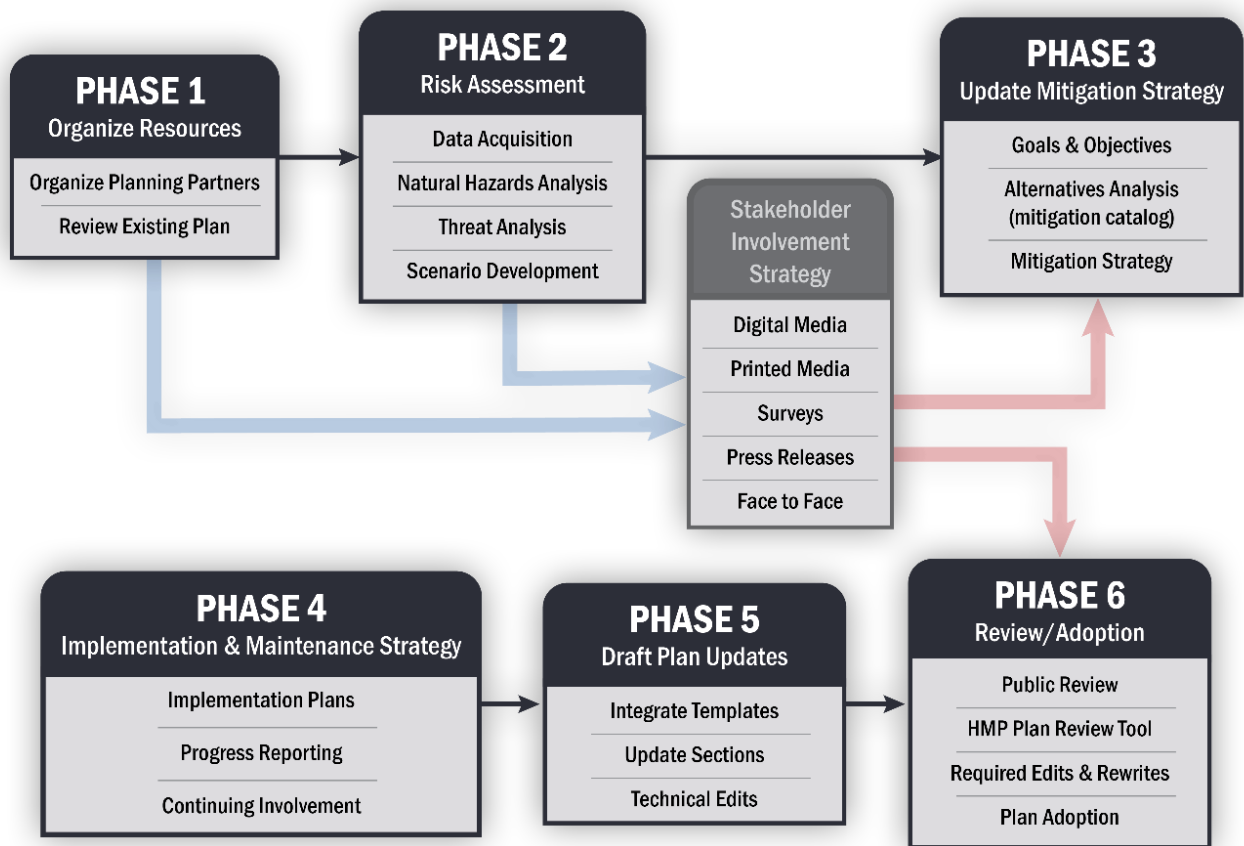 PHASE 1
Organize Resources
Organize Planning Partners
Review Existing Plan
PHASE 2
Risk Assessment
Data Acquisition
Natural Hazards Analysis
Threat Analysis
Scenario Development
PHASE 3
Update Mitigation Strategy
Goals & Objectives
Alternatives Analysis
(mitigation catalog)
Mitigation Strategy
Stakeholder
Involvement
Strategy
Digital Media
Printed Media
Surveys
Press Releases
Face to Face
PHASE 4
Implementation & Maintenance Strategy
Implementation Plans
Progress Reporting
Continuing Involvement
PHASE 5
Draft Plan Updates
Integrate Templates
Update Sections
Technical Edits
PHASE 6
Review/Adoption
Public Review
HMP Plan Review Tool
Required Edits & Rewrites
Plan Adoption